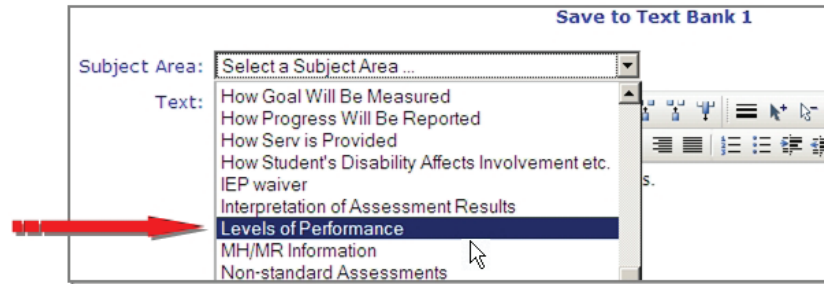 Save to Text Bank 1
Subject Area: Select a Subject Area ...
Text:
How Goal Will Be Measured
How Progress Will Be Reported
How Serv is Provided
How Student's Disability Affects Involvement etc.
IEP waiver
s.
Interpretation of Assessment Results
Levels of Performance
MH/MR Information
Non-standard Assessments